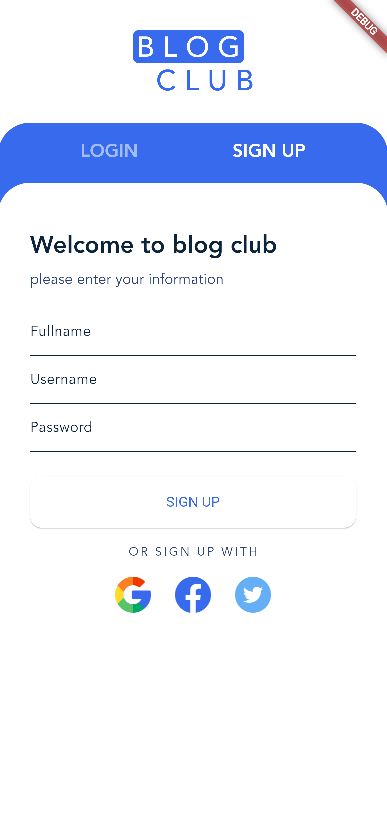 DEBUG
BLOG
CLUB
LOGIN SIGN UP
Welcome to blog club
please enter your information
Fullname
Username
Password
SIGN UP
OR SIGN UP WITH